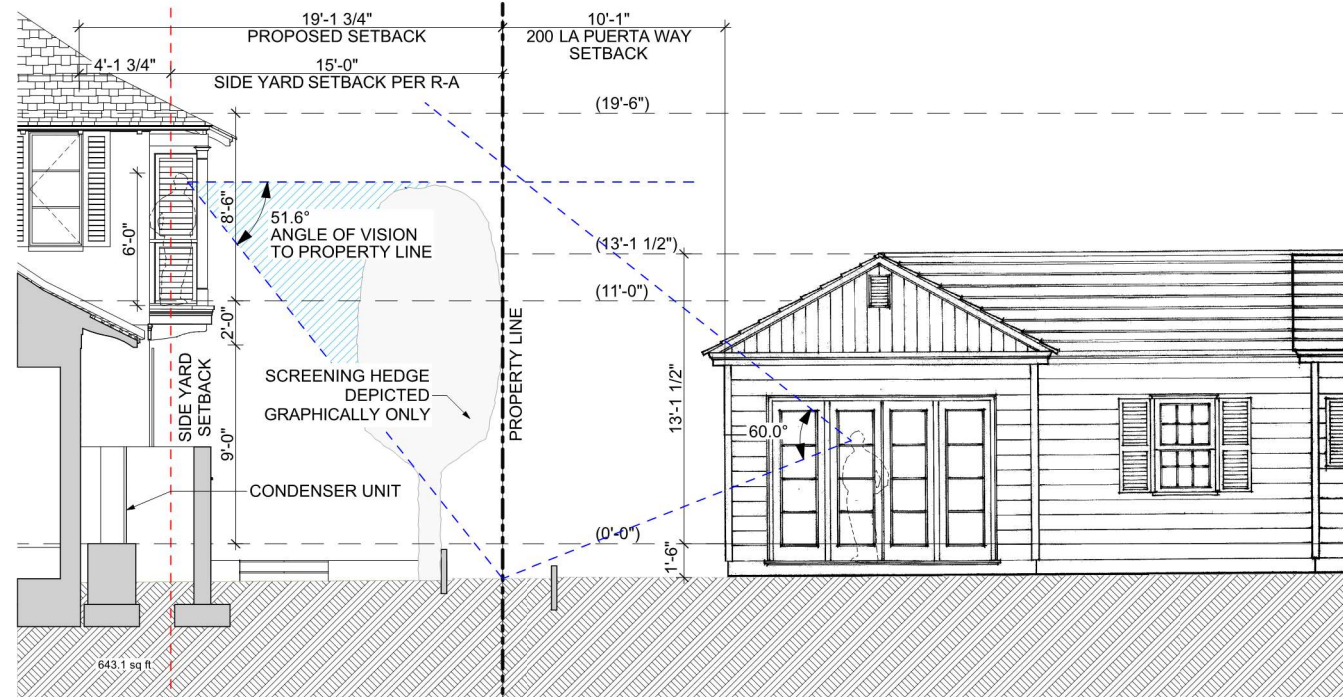 19'-1 3/4"
PROPOSED SETBACK
10'-1"
200 LA PUERTA WAY
SETBACK
4'-1 3/4"
15'-0"
SIDE YARD SETBACK PER R-A
(19'-6")
8'-6"
6'-0"
51.6°
ANGLE OF VISION
TO PROPERTY LINE
(13'-1 1/2")
(11'-0")
2'-0"
PROPERTY LINE
SIDE YARD
SETBACK
SCREENING HEDGE
DEPICTED
GRAPHICALLY ONLY
13'-1 1/2"
60.0°
9'-0"
CONDENSER UNIT
(0'-0")
1'-6"
643.1 sq ft